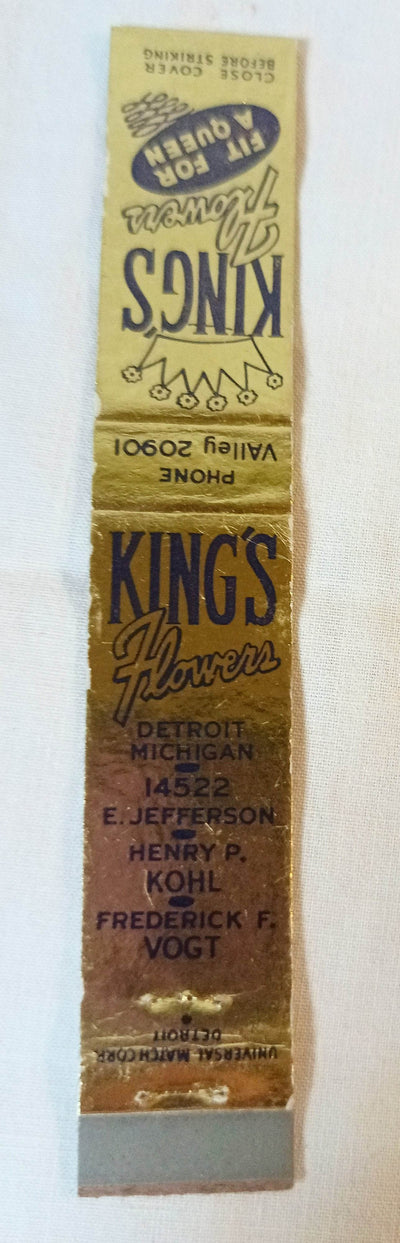 CLOSE COVER
BEFORE STRIKING
FIT FOR
A QUEEN
KING'S
Flowers
PHONE
VAlley 20901
KING'S
Flowers
DETROIT
MICHIGAN
14522
E. JEFFERSON
HENRY P.
KOHL
FREDERICK F.
VOGT
UNIVERSAL MATCH CORP.
DETROIT